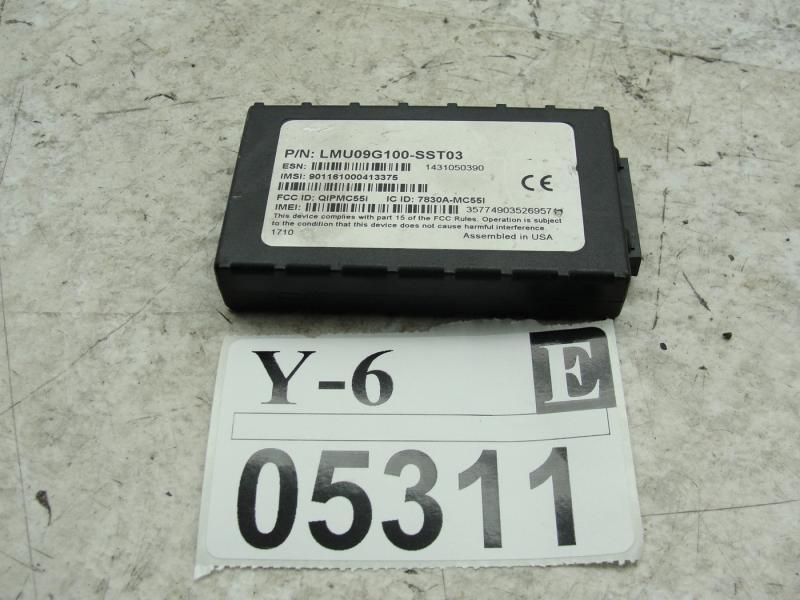 P/N: LMU09G100-SST03
ESN: 1431050390
IMSI: 901161000413375
CE
FCC ID: QIPMC55I IC ID: 7830A-MC55I
IMEI:
This device complies with part 15 of the FCC Rules. Operation is subject
to the condition that this device does not cause harmful interference.
1710 Assembled in USA
Y-6 E
05311